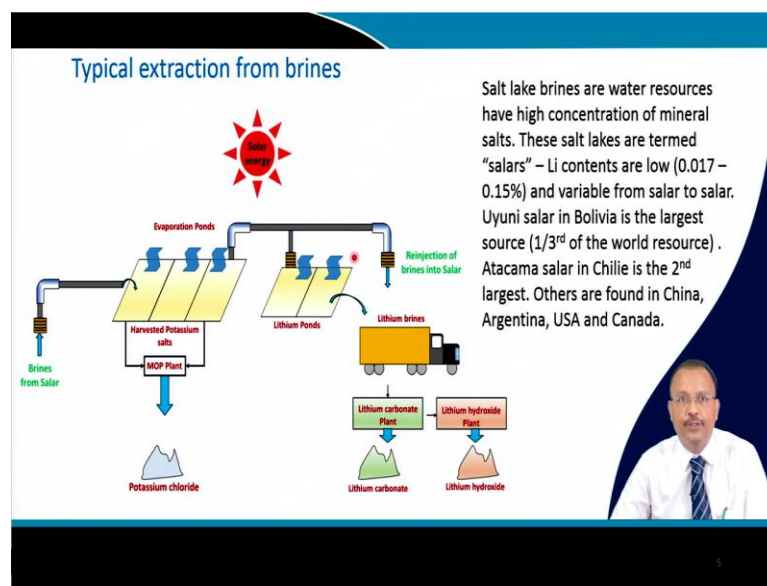 Typical extraction from brines
Salt lake brines are water resources
have high concentration of mineral
salts. These salt lakes are termed
“salars” – Li contents are low (0.017 –
0.15%) and variable from salar to salar.
Uyuni salar in Bolivia is the largest
source (1/3rd of the world resource) .
Atacama salar in Chilie is the 2nd
largest. Others are found in China,
Argentina, USA and Canada.
Solar
energy
Evaporation Ponds
Reinjection of
brines into Salar
Harvested Potassium
salts
Lithium Ponds
Lithium brines
Brines
from Salar
MOP Plant
Lithium carbonate
Plant
Lithium hydroxide
Plant
Potassium chloride
Lithium carbonate
Lithium hydroxide
5